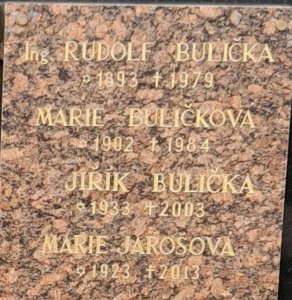 Ing. RUDOLF BULIČKA
* 1893 † 1979
MARIE BULIČKOVÁ
* 1902 † 1984
JIŘÍK BULIČKA
* 1933 † 2003
MARIE JAROŠOVÁ
* 1923 † 2013